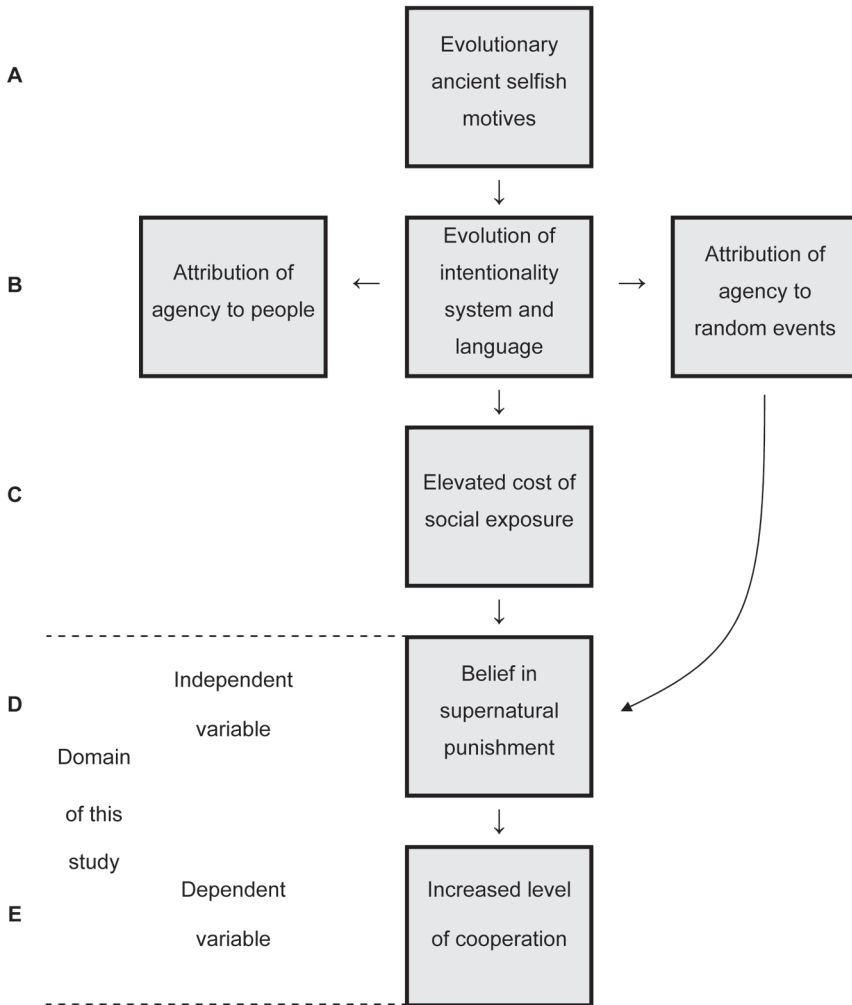 A
Evolutionary
ancient selfish
motives
↓
B
Attribution of
agency to people
←
Evolution of
intentionality
system and
language
→
Attribution of
agency to
random events
↓
C
Elevated cost of
social exposure
↓
D
Independent
variable
Belief in
supernatural
punishment
Domain
of this
study
↓
E
Dependent
variable
Increased level
of cooperation